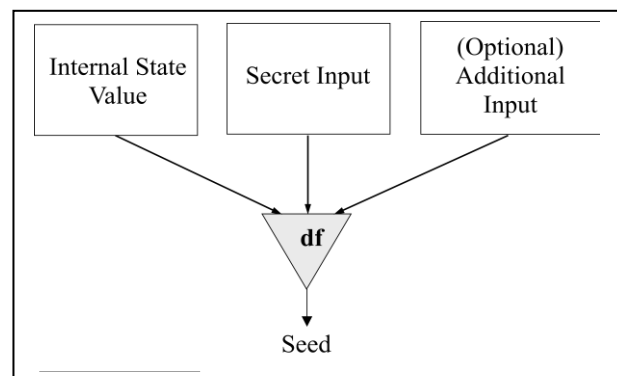 Internal State
Value
Secret Input
(Optional)
Additional
Input
df
Seed